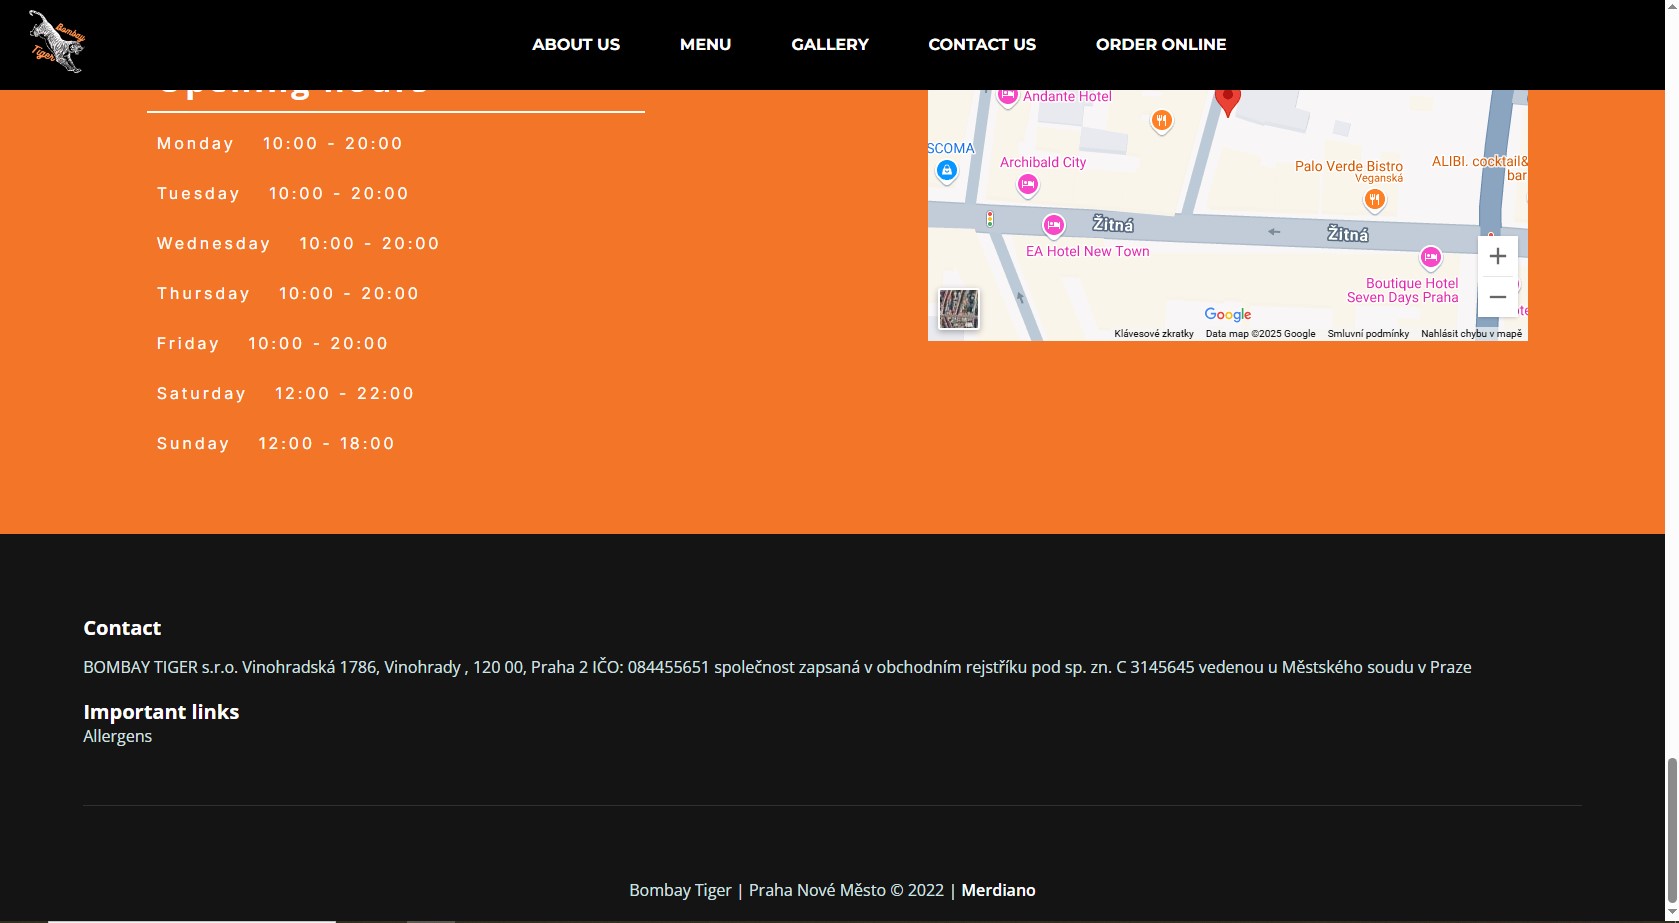 Bombay
Tiger
ABOUT US
MENU
GALLERY
CONTACT US
ORDER ONLINE
Opening hours
Monday 10:00 - 20:00
Tuesday 10:00 - 20:00
Wednesday 10:00 - 20:00
Thursday 10:00 - 20:00
Friday 10:00 - 20:00
Saturday 12:00 - 22:00
Sunday 12:00 - 18:00
Andante Hotel
SCOMA
Archibald City
Palo Verde Bistro
Veganská
ALIBI. cocktail&
bar
Žitná
Žitná
EA Hotel New Town
Boutique Hotel
Seven Days Praha
Google
Klávesové zkratky
Data map ©2025 Google
Smluvní podmínky
Nahlásit chybu v mapě
Contact
BOMBAY TIGER s.r.o. Vinohradská 1786, Vinohrady , 120 00, Praha 2 IČO: 084455651 společnost zapsaná v obchodním rejstříku pod sp. zn. C 3145645 vedenou u Městského soudu v Praze
Important links
Allergens
Bombay Tiger | Praha Nové Město © 2022 | Merdiano